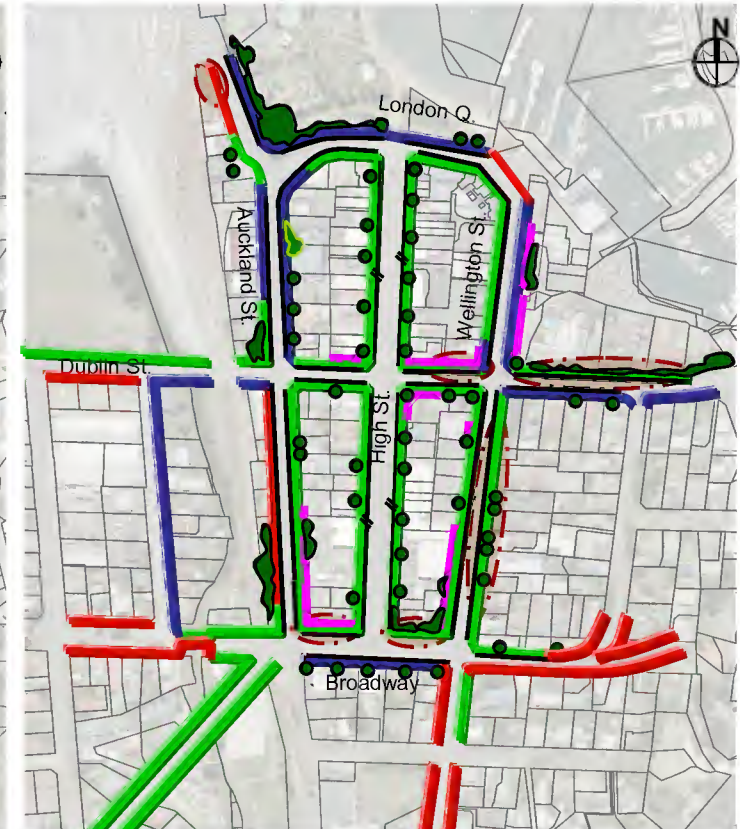 N
London Q.
Auckland St.
Wellington St.
Dublin St.
High St.
Broadway